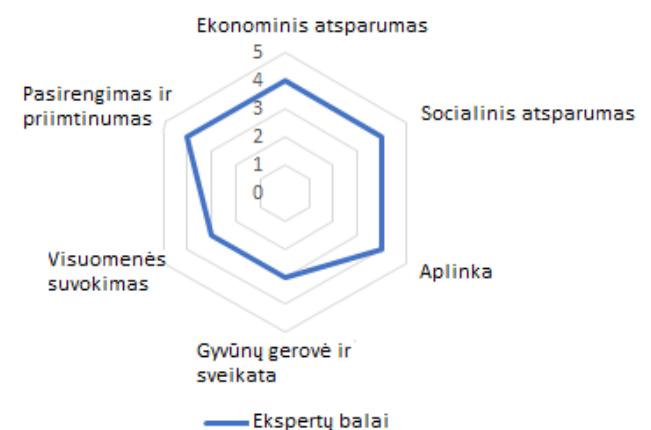 Ekonominis atsparumas
5
4
3
2
1
0
Pasirengimas ir
priimtinumas
Socialinis atsparumas
Visuomenės
suvokimas
Aplinka
Gyvūnų gerovė ir
sveikata
Ekspertų balai